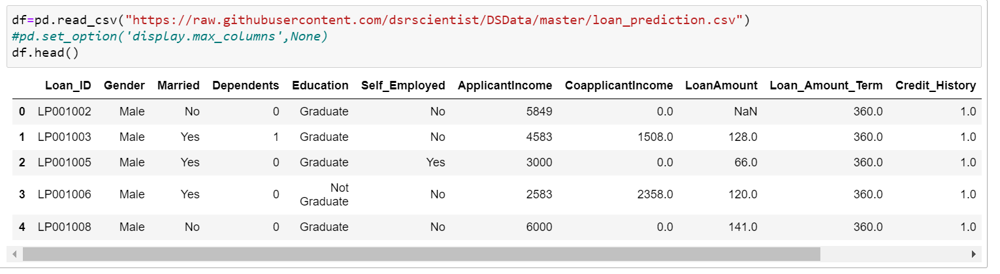 df=pd.read_csv("https://raw.githubusercontent.com/dsrscientist/DSData/master/loan_prediction.csv")
#pd.set_option('display.max_columns',None)
df.head()
Loan_ID Gender Married Dependents Education Self_Employed ApplicantIncome CoapplicantIncome LoanAmount Loan_Amount_Term Credit_History
0 LP001002 Male No 0 Graduate No 5849 0.0 NaN 360.0 1.0
1 LP001003 Male Yes 1 Graduate No 4583 1508.0 128.0 360.0 1.0
2 LP001005 Male Yes 0 Graduate Yes 3000 0.0 66.0 360.0 1.0
3 LP001006 Male Yes 0 Not Graduate No 2583 2358.0 120.0 360.0 1.0
4 LP001008 Male No 0 Graduate No 6000 0.0 141.0 360.0 1.0